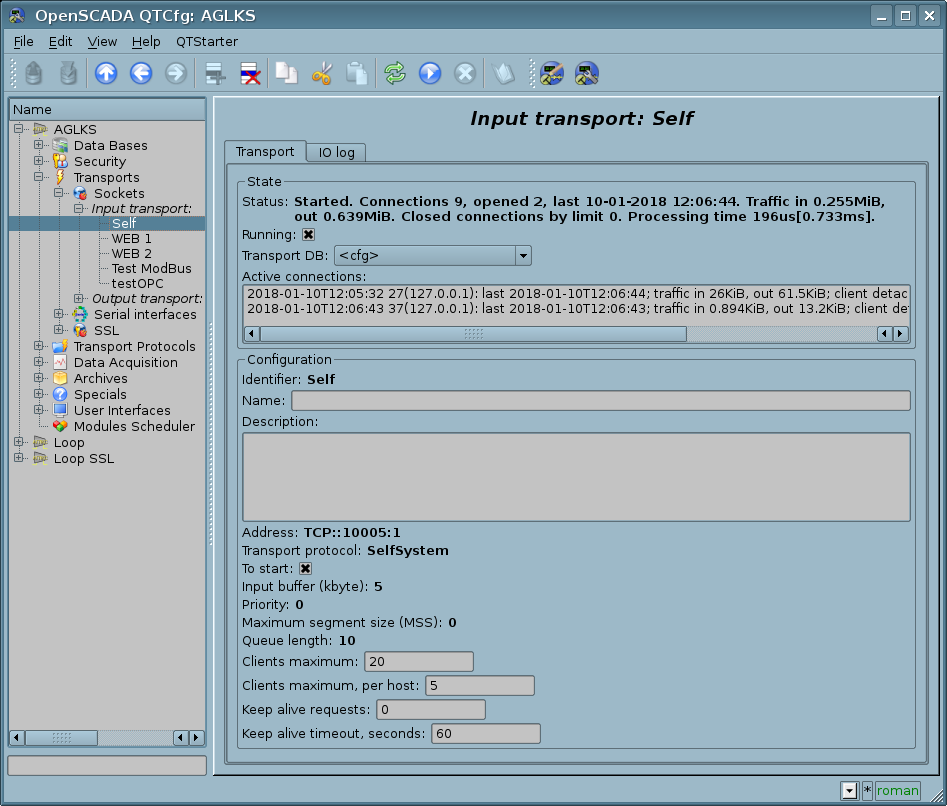 OpenSCADA QTCfg: AGLKS
File Edit View Help QTStarter
Name
AGLKS
Data Bases
Security
Transports
Sockets
Input transport:
Self
WEB 1
WEB 2
Test ModBus
testOPC
Output transport:
Serial interfaces
SSL
Transport Protocols
Data Acquisition
Archives
Specials
User Interfaces
Modules Scheduler
Loop
Loop SSL
Input transport: Self
Transport IO log
State
Status: Started. Connections 9, opened 2, last 10-01-2018 12:06:44. Traffic in 0.255MiB,
out 0.639MiB. Closed connections by limit 0. Processing time 196us[0.733ms].
Running:
Transport DB: <cfg>
Active connections:
2018-01-10T12:05:32 27(127.0.0.1): last 2018-01-10T12:06:44; traffic in 26KiB, out 61.5KiB; client detac
2018-01-10T12:06:43 37(127.0.0.1): last 2018-01-10T12:06:43; traffic in 0.894KiB, out 13.2KiB; client de
Configuration
Identifier: Self
Name:
Description:
Address: TCP::10005:1
Transport protocol: SelfSystem
To start:
Input buffer (kbyte): 5
Priority: 0
Maximum segment size (MSS): 0
Queue length: 10
Clients maximum: 20
Clients maximum, per host: 5
Keep alive requests: 0
Keep alive timeout, seconds: 60
* roman